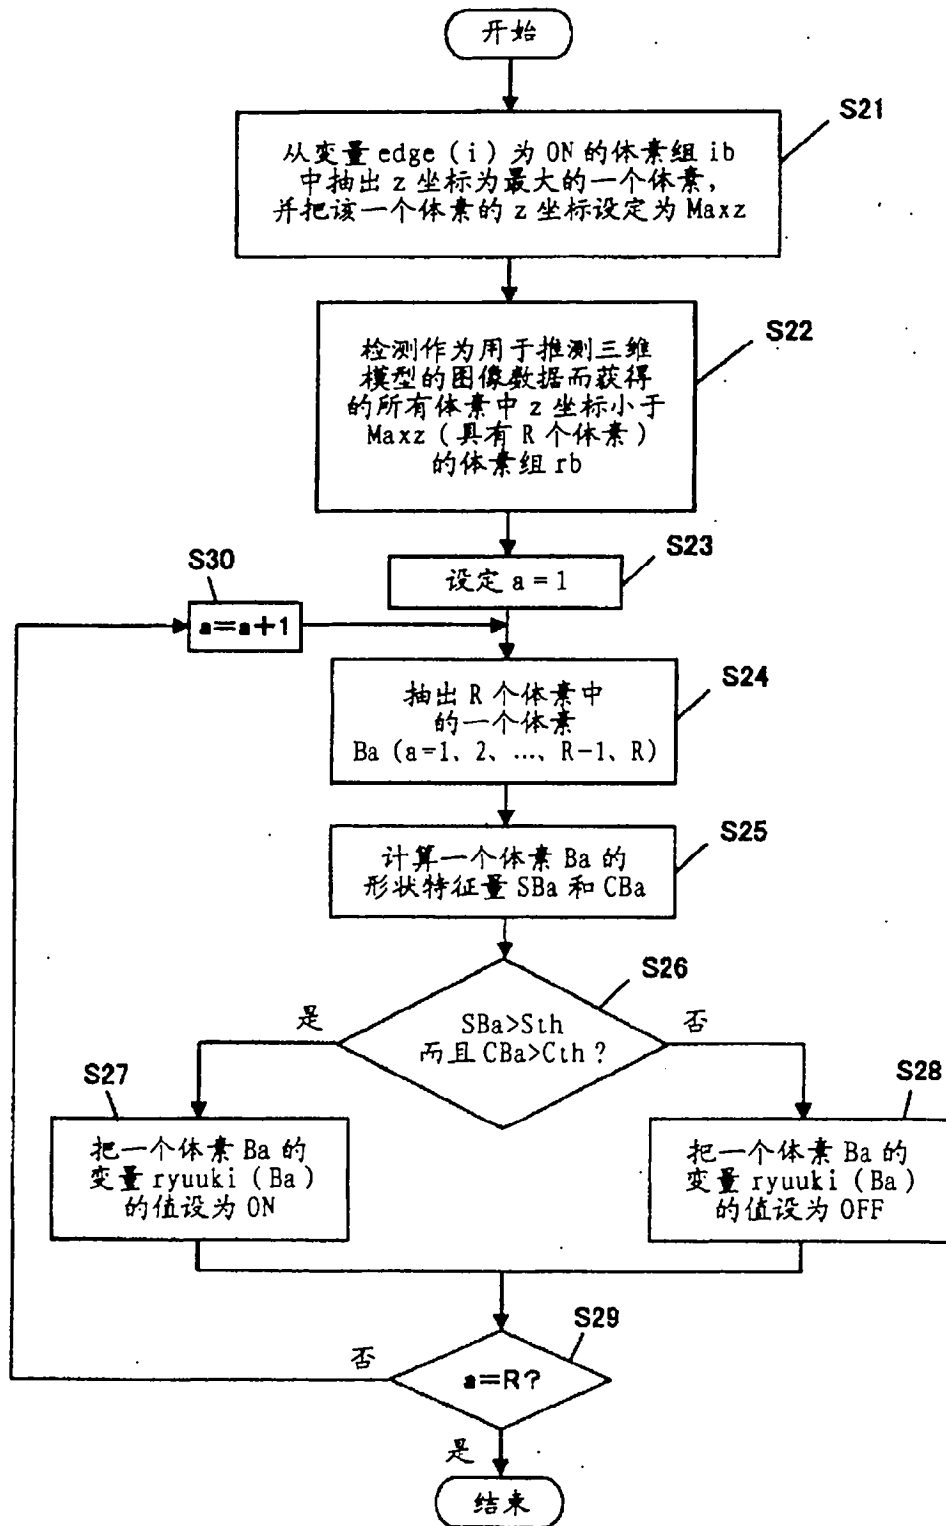 开始
S21
从变量 edge（i）为 ON 的体素组 ib
中抽出 z 坐标为最大的一个体素，
并把该一个体素的 z 坐标设定为 Maxz
S22
检测作为用于推测三维
模型的图像数据而获得
的所有体素中 z 坐标小于
Maxz（具有 R 个体素）
的体素组 rb
S23
设定 a = 1
S30
a＝a＋1
S24
抽出 R 个体素中
的一个体素
Ba（a=1、2、…、R-1、R）
S25
计算一个体素 Ba 的
形状特征量 SBa 和 CBa
S26
SBa>Sth
而且 CBa>Cth？
是
否
S27
把一个体素 Ba 的
变量 ryuuki（Ba）
的值设为 ON
S28
把一个体素 Ba 的
变量 ryuuki（Ba）
的值设为 OFF
S29
a＝R？
否
是
结束